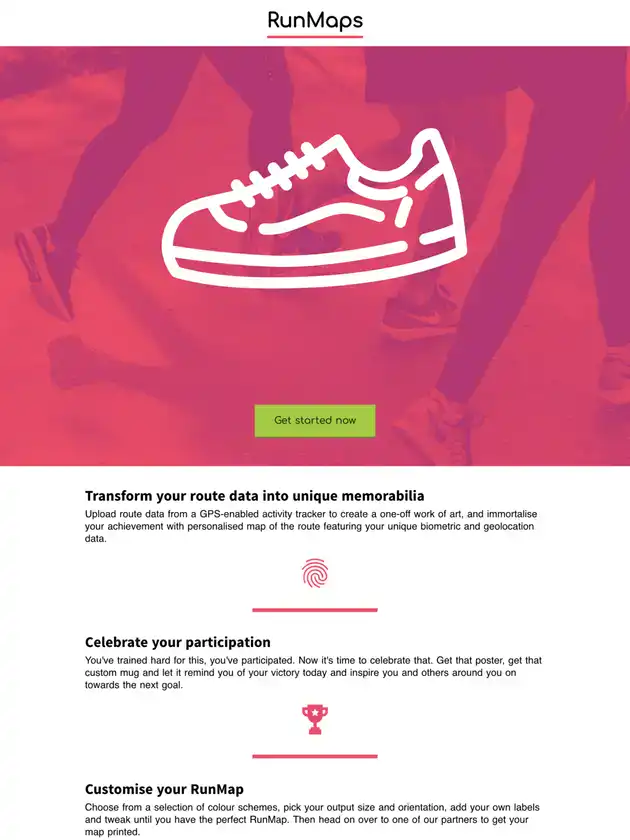 RunMaps
Get started now
Transform your route data into unique memorabilia
Upload route data from a GPS-enabled activity tracker to create a one-off work of art, and immortalise
your achievement with personalised map of the route featuring your unique biometric and geolocation
data.
Celebrate your participation
You've trained hard for this, you've participated. Now it's time to celebrate that. Get that poster, get that
custom mug and let it remind you of your victory today and inspire you and others around you on
towards the next goal.
Customise your RunMap
Choose from a selection of colour schemes, pick your output size and orientation, add your own labels
and tweak until you have the perfect RunMap. Then head on over to one of our partners to get your
map printed.